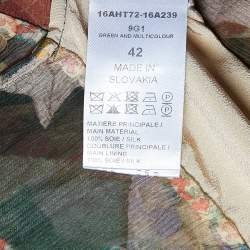 16AHT72-16A239
9G1
GREEN AND MULTICOLOUR
42
MADE IN
SLOVAKIA
MATIERE PRINCIPALE /
MAIN MATERIAL
100% SOIE / SILK
DOUBLURE PRINCIPALE /
MAIN LINING
100% SOIE / SILK